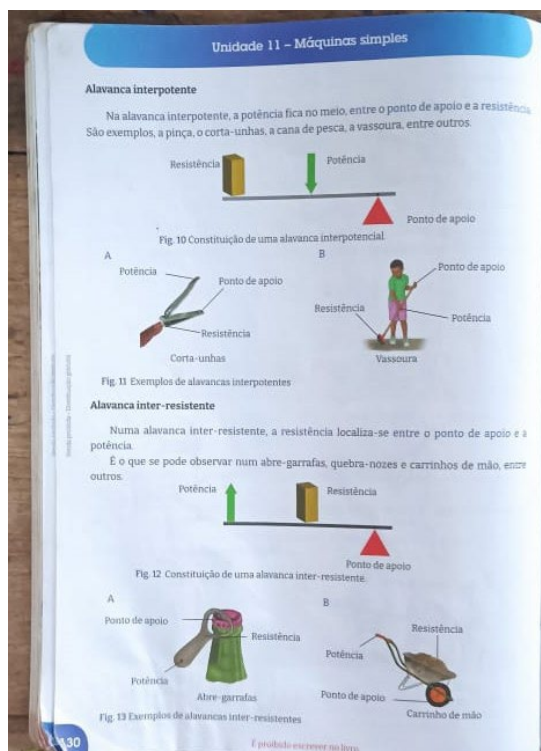 Unidade 11 – Máquinas simples
Alavanca interpotente
Na alavanca interpotente, a potência fica no meio, entre o ponto de apoio e a resistência
São exemplos, a pinça, o corta-unhas, a cana de pesca, a vassoura, entre outros.
Resistência
Potência
Ponto de apoio
Fig. 10 Constituição de uma alavanca interpotencial
A
B
Potência
Ponto de apoio
Resistência
Corta-unhas
Ponto de apoio
Resistência
Potência
Vassoura
Fig. 11 Exemplos de alavancas interpotentes
Alavanca inter-resistente
Numa alavanca inter-resistente, a resistência localiza-se entre o ponto de apoio e a
potência.
É o que se pode observar num abre-garrafas, quebra-nozes e carrinhos de mão, entre
outros.
Potência
Resistência
Ponto de apoio
Fig. 12 Constituição de uma alavanca inter-resistente.
A
B
Ponto de apoio
Resistência
Potência
Abre-garrafas
Resistência
Potência
Ponto de apoio
Carrinho de mão
Fig. 13 Exemplos de alavancas inter-resistentes
130
É proibido escrever no livro